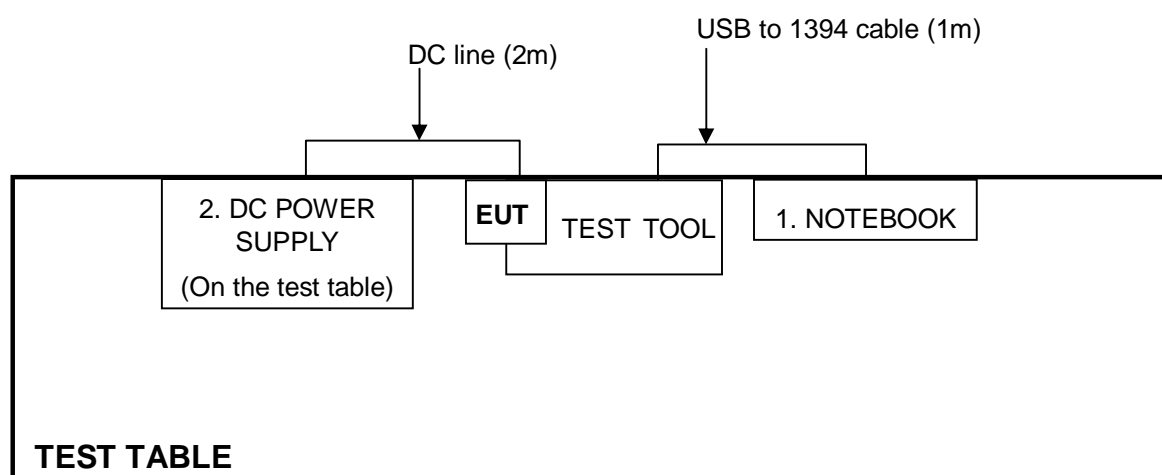 USB to 1394 cable (1m)
DC line (2m)
2. DC POWER
SUPPLY
(On the test table)
EUT
TEST TOOL
1. NOTEBOOK
TEST TABLE